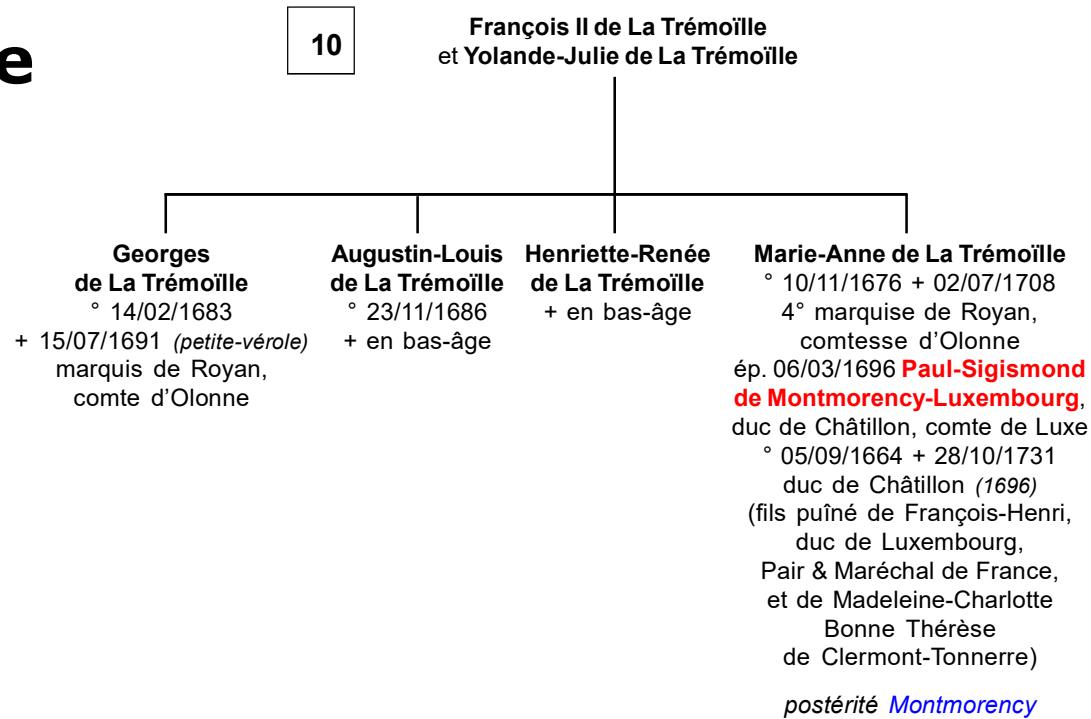 e
10
François II de La Trémoïlle
et Yolande-Julie de La Trémoïlle
Georges
de La Trémoïlle
° 14/02/1683
+ 15/07/1691 (petite-vérole)
marquis de Royan,
comte d'Olonne
Augustin-Louis
de La Trémoïlle
° 23/11/1686
+ en bas-âge
Henriette-Renée
de La Trémoïlle
+ en bas-âge
Marie-Anne de La Trémoïlle
° 10/11/1676 + 02/07/1708
4° marquise de Royan,
comtesse d'Olonne
ép. 06/03/1696 Paul-Sigismond
de Montmorency-Luxembourg,
duc de Châtillon, comte de Luxe
° 05/09/1664 + 28/10/1731
duc de Châtillon (1696)
(fils puîné de François-Henri,
duc de Luxembourg,
Pair & Maréchal de France,
et de Madeleine-Charlotte
Bonne Thérèse
de Clermont-Tonnerre)
postérité Montmorency